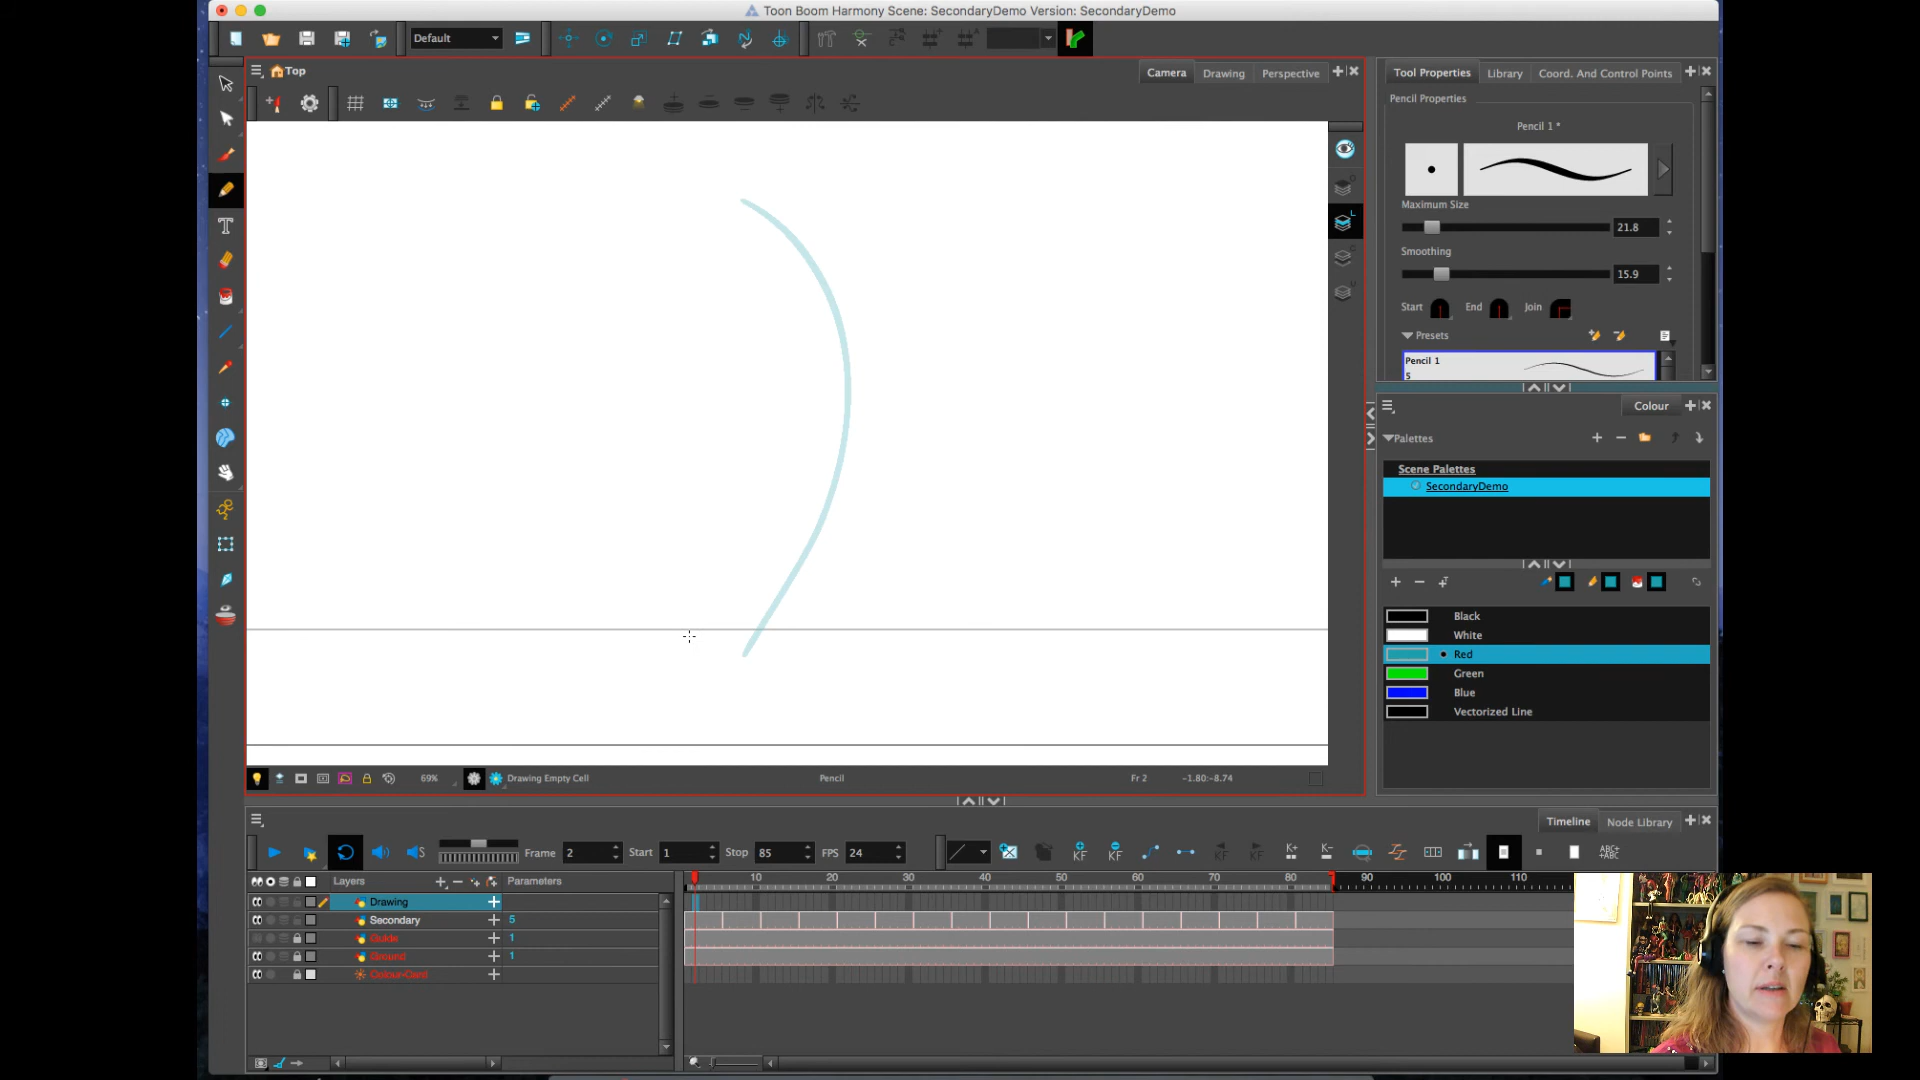 Toon Boom Harmony Scene: SecondaryDemo Version: SecondaryDemo
Default
Top
Camera
Drawing
Perspective
Tool Properties
Library
Coord. And Control Points
Pencil Properties
Pencil 1 *
Maximum Size
21.8
Smoothing
15.9
Start
End
Join
Presets
Pencil 1
5
Colour
Palettes
Scene Palettes
SecondaryDemo
Black
White
Red
Green
Blue
Vectorized Line
69%
Drawing Empty Cell
Pencil
Fr 2
-1.80:-8.74
Timeline
Node Library
Frame 2
Start 1
Stop 85
FPS 24
Layers
Parameters
10 20 30 40 50 60 70 80 90 100 110
Drawing
Secondary 5
Guide 1
Ground 1
Colour-Card